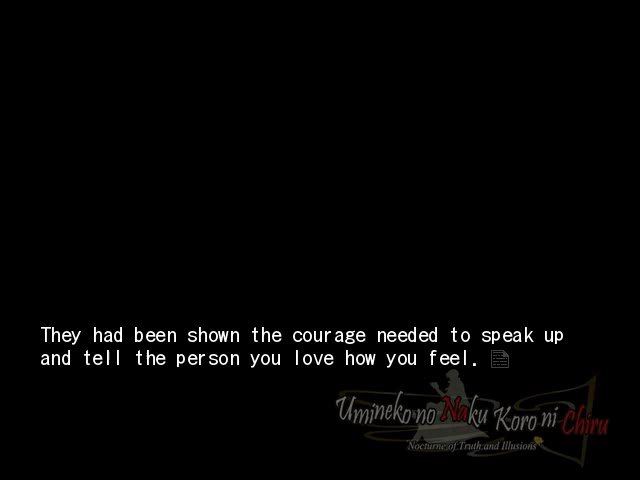 They had been shown the courage needed to speak up
and tell the person you love how you feel.
Umineko no Naku Koro ni Chiru
Nocturne of Truth and Illusions